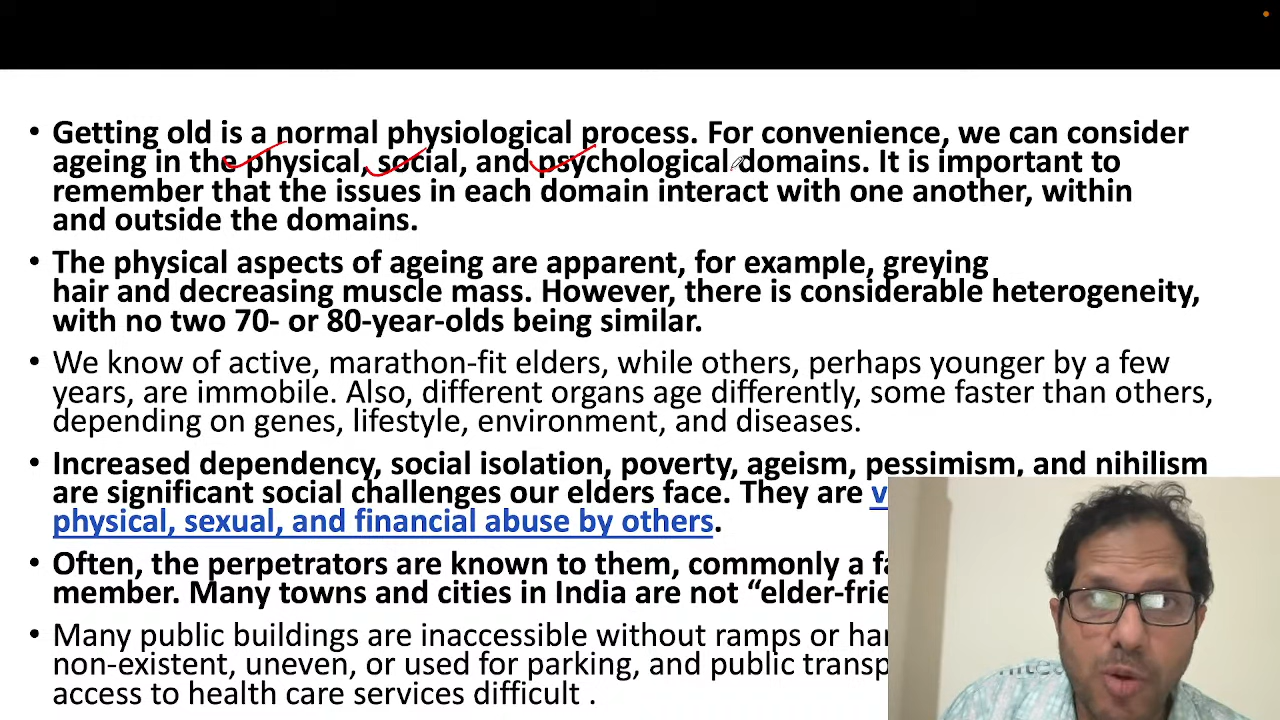 • Getting old is a normal physiological process. For convenience, we can consider
ageing in the physical, social, and psychological domains. It is important to
remember that the issues in each domain interact with one another, within
and outside the domains.
• The physical aspects of ageing are apparent, for example, greying
hair and decreasing muscle mass. However, there is considerable heterogeneity,
with no two 70- or 80-year-olds being similar.
We know of active, marathon-fit elders, while others, perhaps younger by a few
years, are immobile. Also, different organs age differently, some faster than others,
depending on genes, lifestyle, environment, and diseases.
• Increased dependency, social isolation, poverty, ageism, pessimism, and nihilism
are significant social challenges our elders face. They are
physical, sexual, and financial abuse by others.
• Often, the perpetrators are known to them, commonly a
member. Many towns and cities in India are not
• Many public buildings are inaccessible without ramps or
non-existent, uneven, or used for parking, and public
access to health care services difficult .